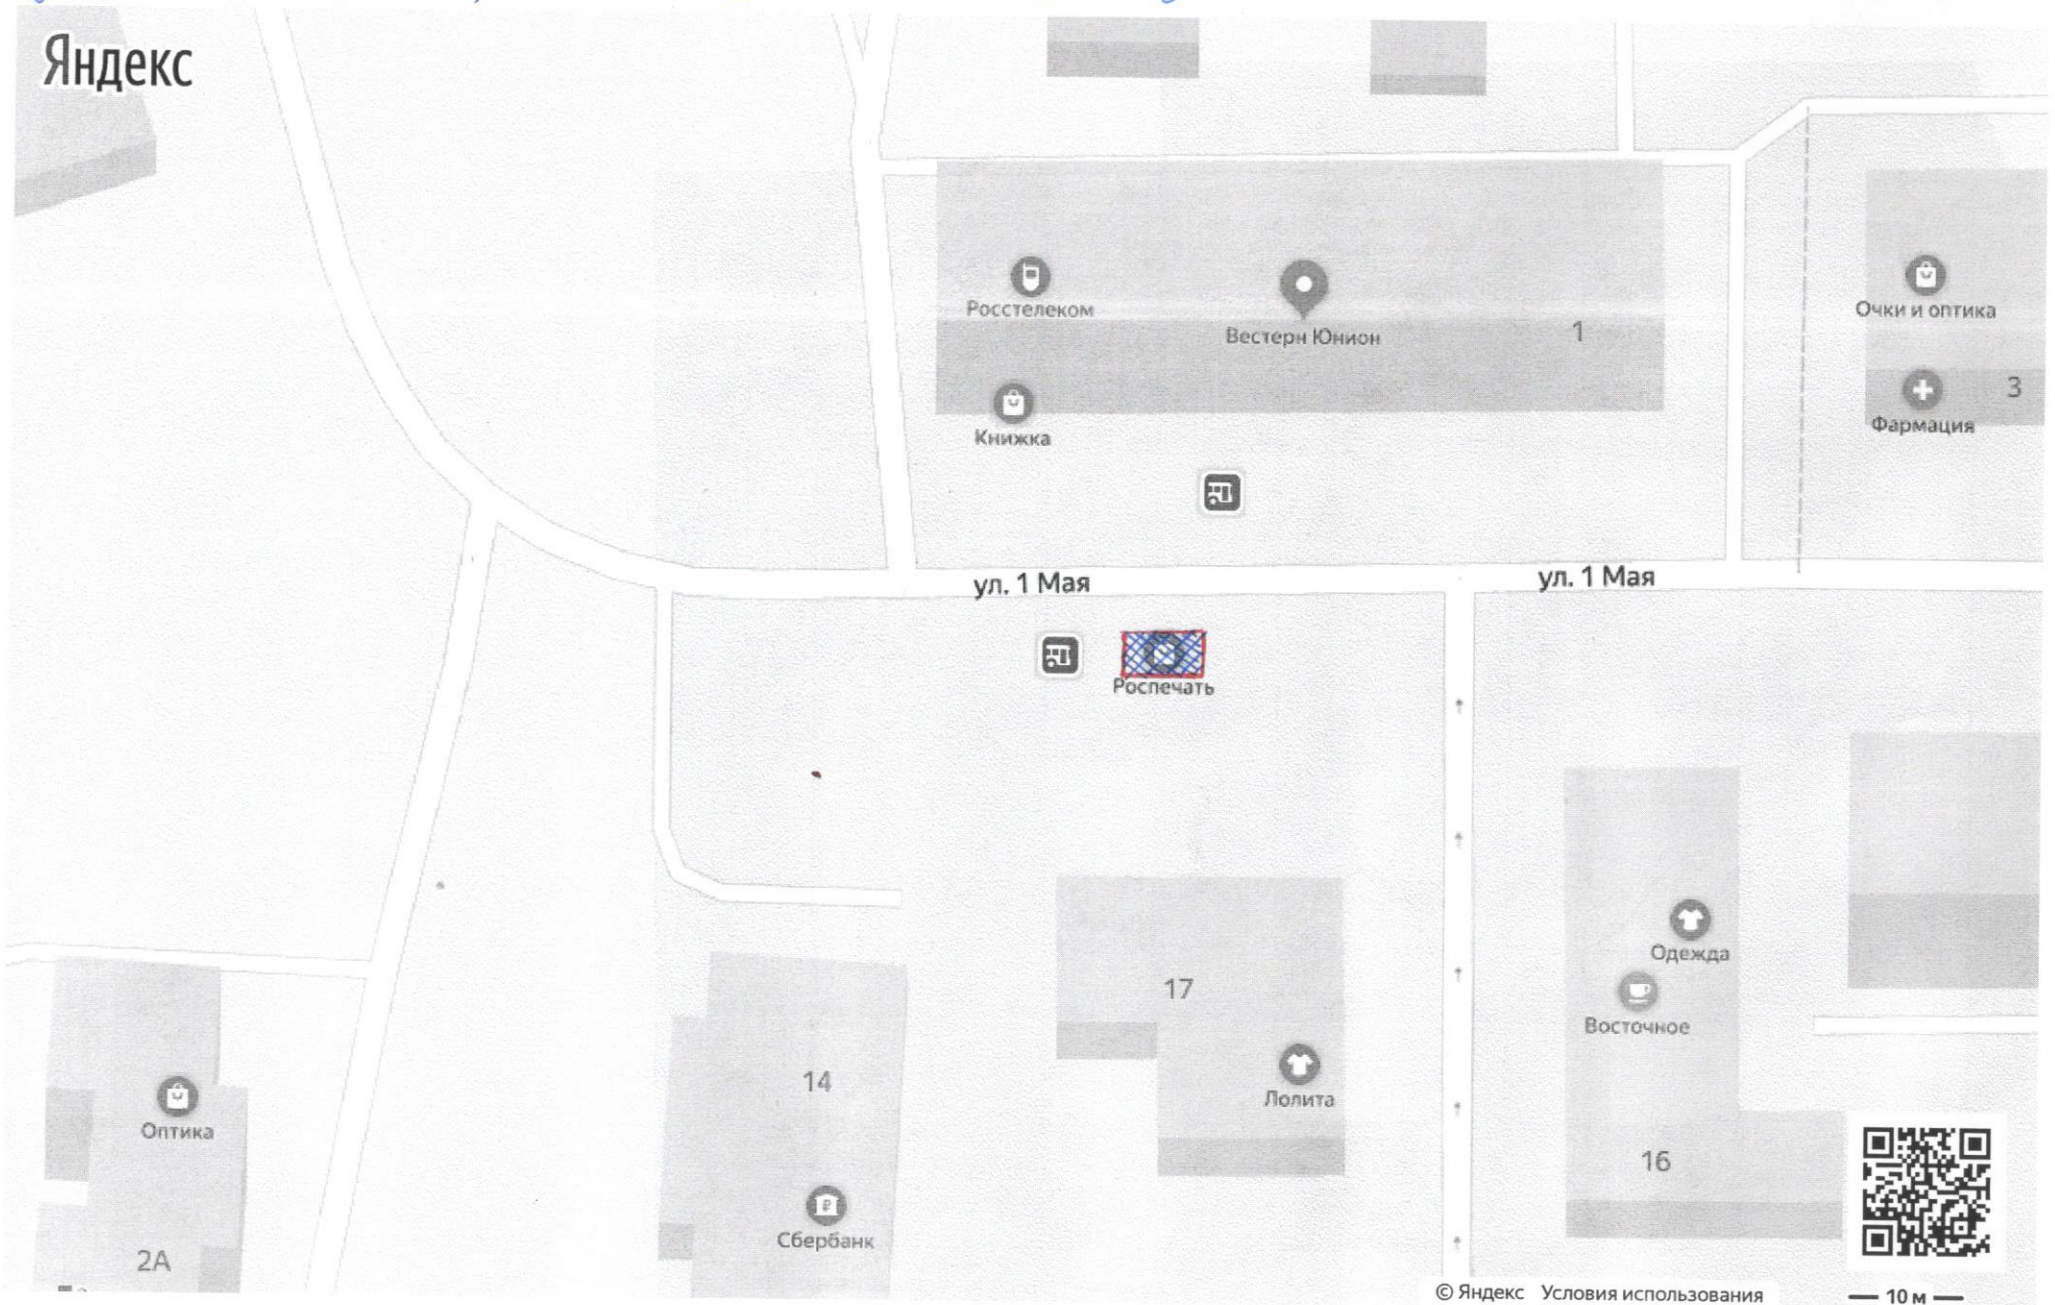 Яндекс
Росстелеком
Вестерн Юнион
1
Очки и оптика
Книжка
3
Фармация
ул. 1 Мая
ул. 1 Мая
Роспечать
Одежда
17
Восточное
14
Лолита
Оптика
16
Сбербанк
2А
© Яндекс Условия использования
10 м